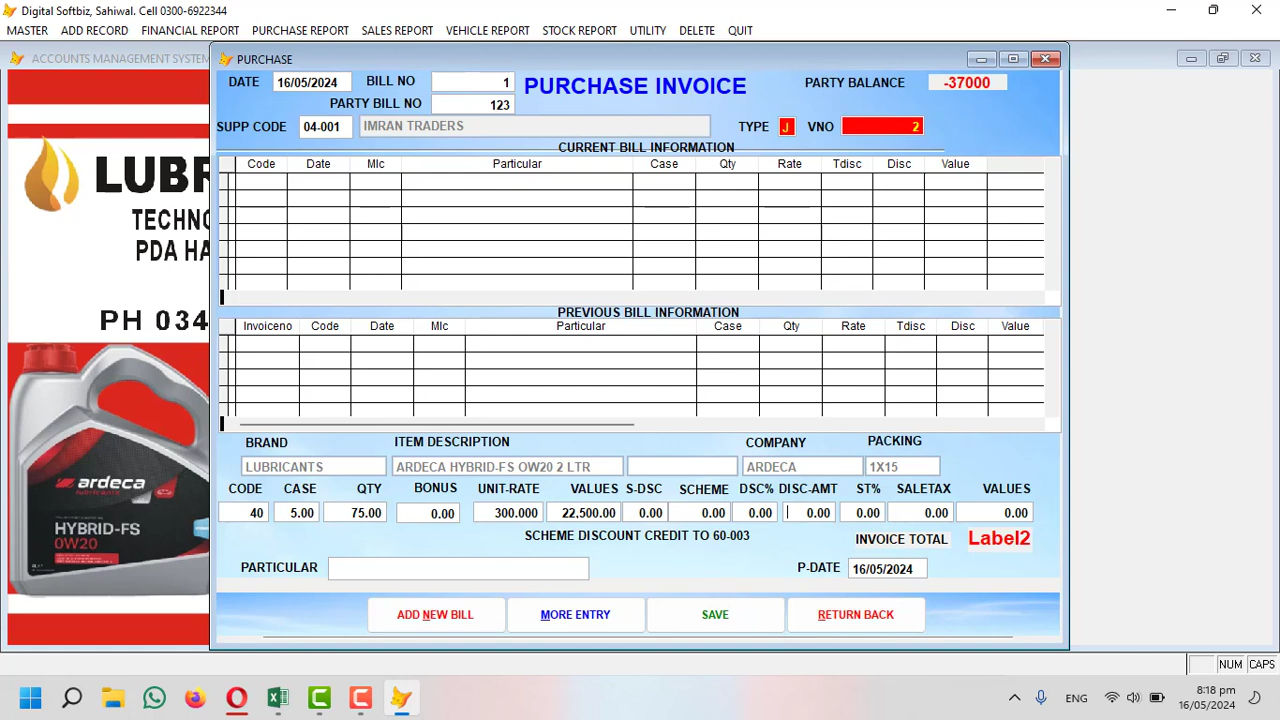 Digital Softbiz, Sahiwal. Cell 0300-6922344
MASTER ADD RECORD FINANCIAL REPORT PURCHASE REPORT SALES REPORT VEHICLE REPORT STOCK REPORT UTILITY DELETE QUIT
ACCOUNTS MANAGEMENT SYSTEM
PURCHASE
DATE 16/05/2024 BILL NO 1 PURCHASE INVOICE PARTY BALANCE -37000
PARTY BILL NO 123
SUPP CODE 04-001 IMRAN TRADERS TYPE J VNO 2
CURRENT BILL INFORMATION
Code Date Mlc Particular Case Qty Rate Tdisc Disc Value
PREVIOUS BILL INFORMATION
Invoiceno Code Date Mlc Particular Case Qty Rate Tdisc Disc Value
BRAND ITEM DESCRIPTION COMPANY PACKING
LUBRICANTS ARDECA HYBRID-FS OW20 2 LTR ARDECA 1X15
CODE CASE QTY BONUS UNIT-RATE VALUES S-DSC SCHEME DSC% DISC-AMT ST% SALETAX VALUES
40 5.00 75.00 0.00 300.000 22,500.00 0.00 0.00 0.00 0.00 0.00 0.00 0.00
SCHEME DISCOUNT CREDIT TO 60-003 INVOICE TOTAL Label2
PARTICULAR P-DATE 16/05/2024
ADD NEW BILL MORE ENTRY SAVE RETURN BACK
LUBR
TECHNO
PDA HA
PH 034
ardeca
lubricants
HYBRID-FS
0W20
NUM CAPS
ENG 8:18 pm
16/05/2024